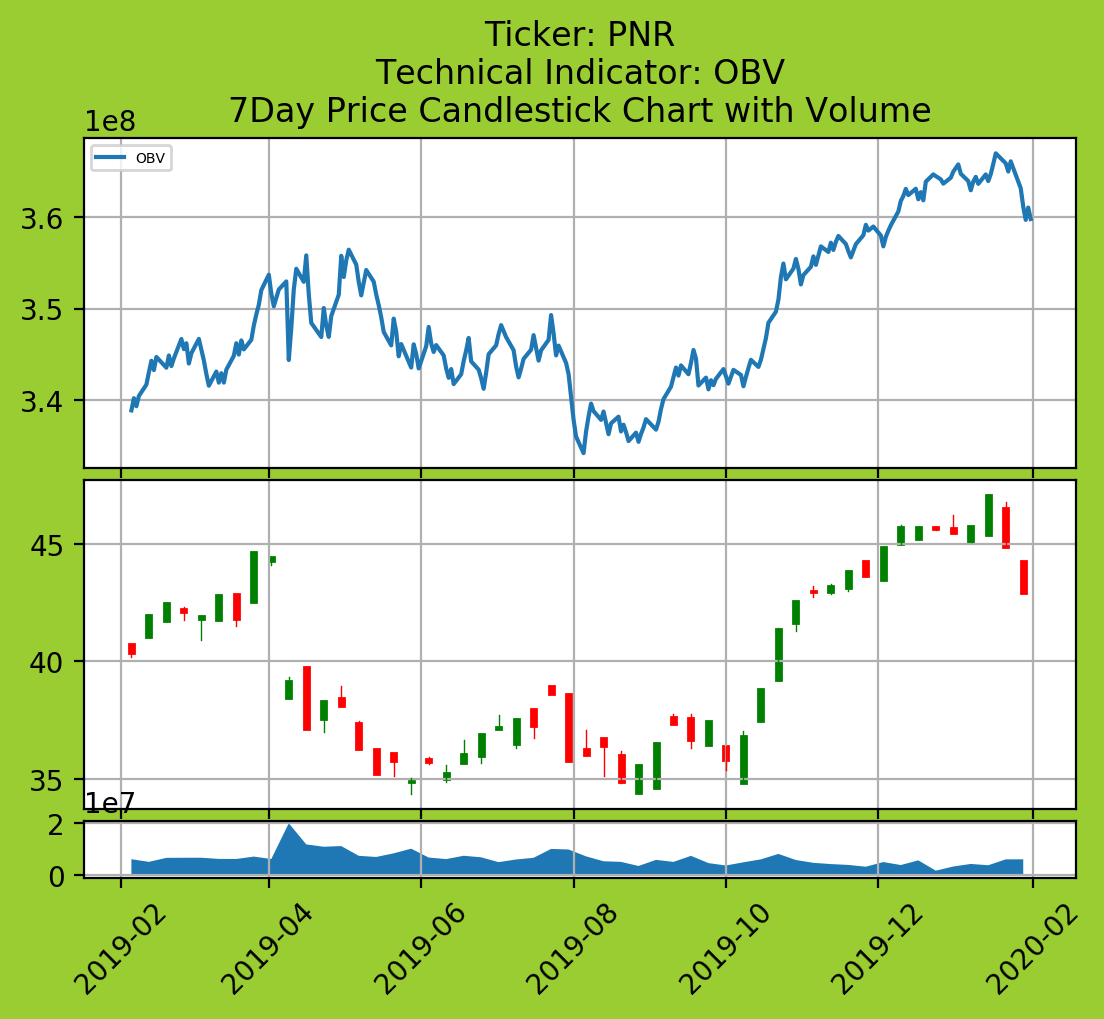 Ticker: PNR
Technical Indicator: OBV
7Day Price Candlestick Chart with Volume
1e8
OBV
3.6
3.5
3.4
45
40
35
1e7
2
0
2019-02
2019-04
2019-06
2019-08
2019-10
2019-12
2020-02